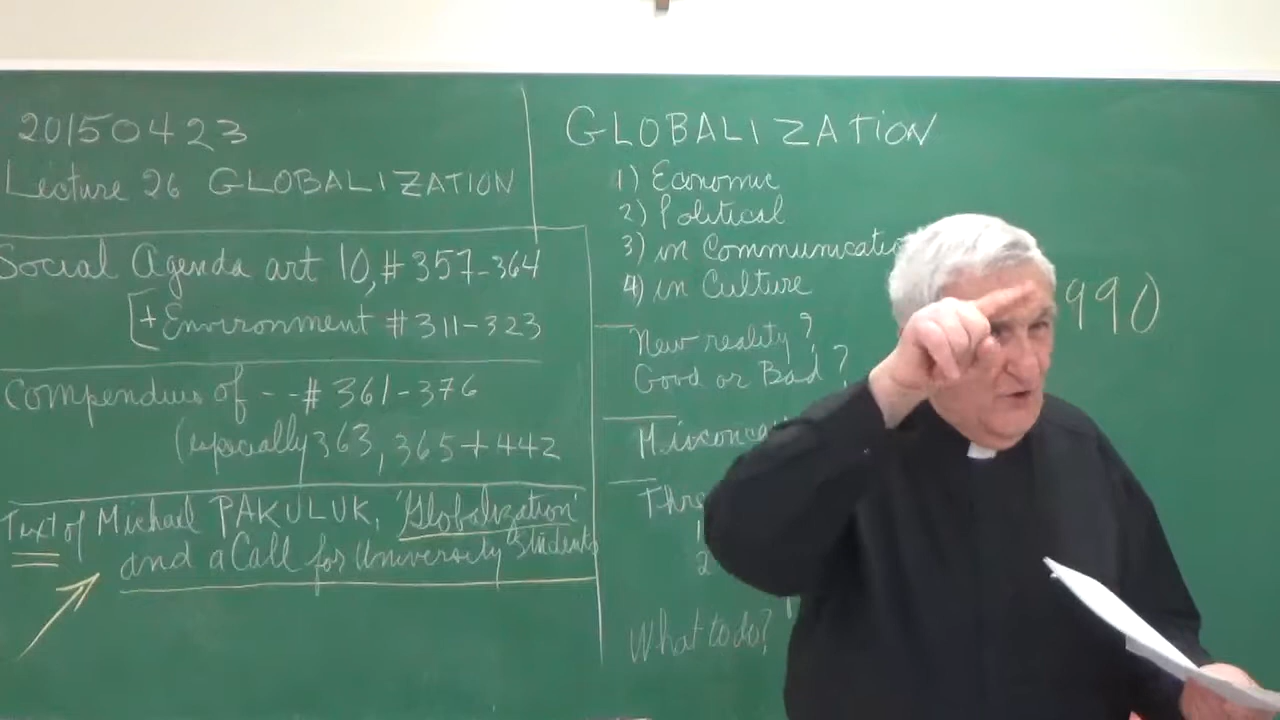 20150423
Lecture 26 GLOBALIZATION
Social Agenda art 10, # 357-364
[+ Environment # 311-323
Compendium of -- # 361-376
(especially 363, 365 + 442
Text of Michael PAKULUK, 'Globalization'
and a Call for University Students
GLOBALIZATION
1) Economic
2) Political
3) in Communicatio
4) in Culture
New reality?
Good or Bad?
Misconce
Thre
1
2
What to do?
990